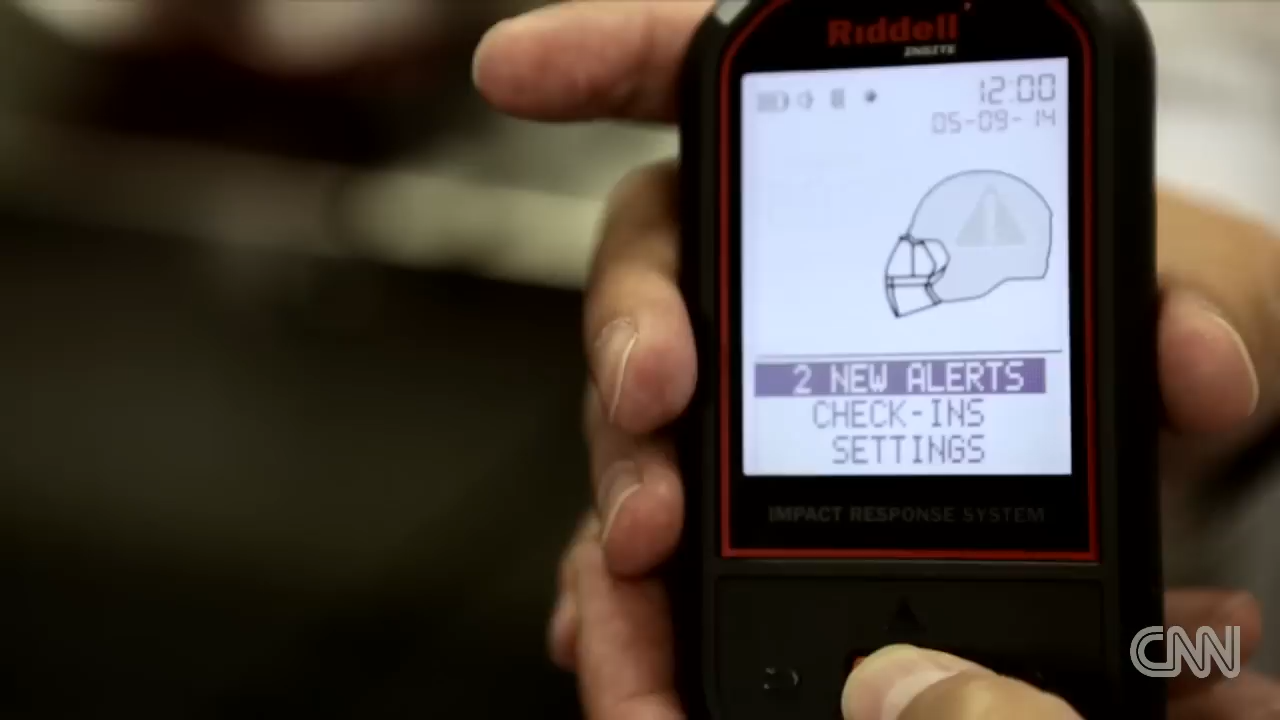 Riddell
INSITE
12:00
05-09-14
2 NEW ALERTS
CHECK-INS
SETTINGS
IMPACT RESPONSE SYSTEM
CNN